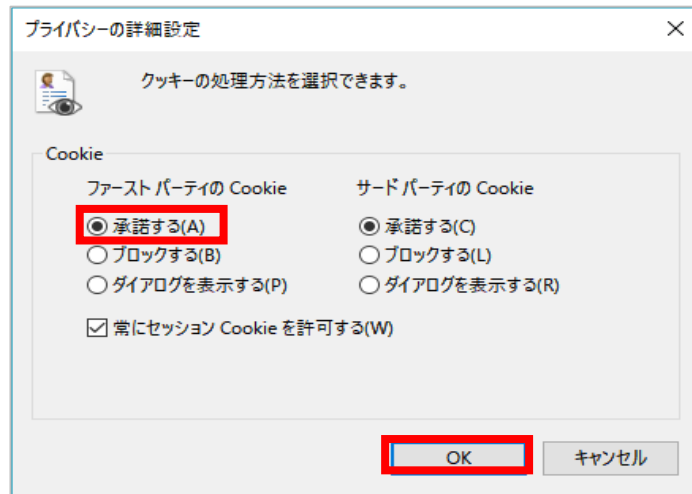 プライバシーの詳細設定
クッキーの処理方法を選択できます。
Cookie
ファースト パーティの Cookie
承諾する(A)
ブロックする(B)
ダイアログを表示する(P)
サード パーティの Cookie
承諾する(C)
ブロックする(L)
ダイアログを表示する(R)
常にセッション Cookie を許可する(W)
OK
キャンセル